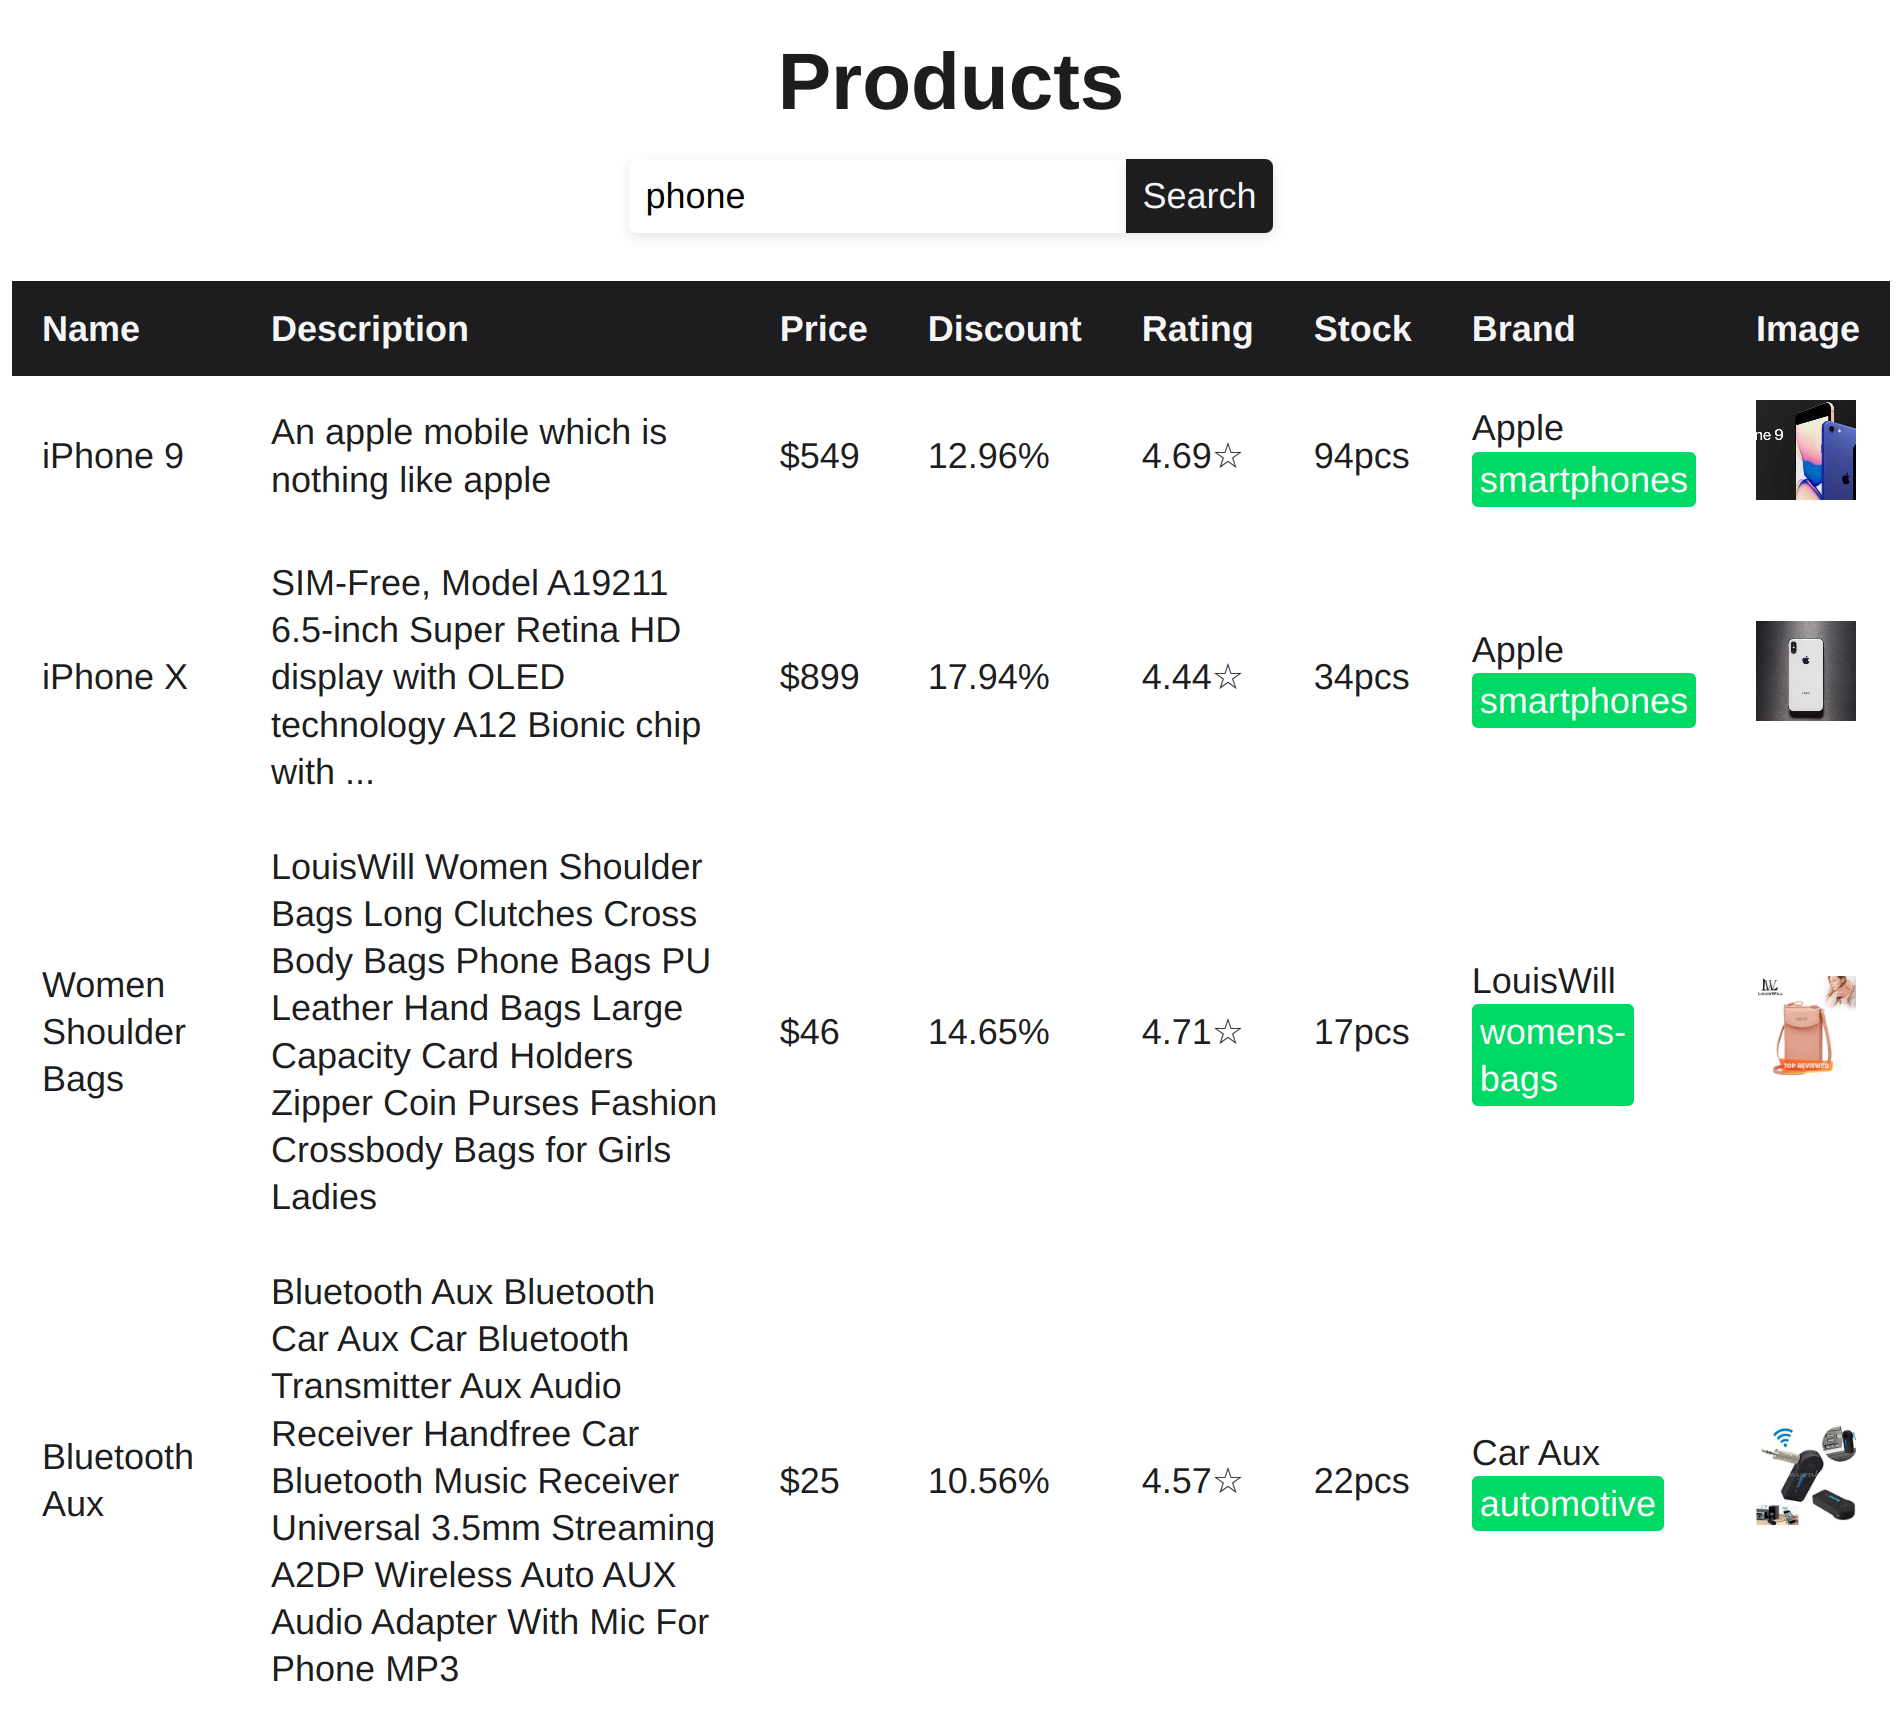 Products
phone Search
Name Description Price Discount Rating Stock Brand Image
iPhone 9
An apple mobile which is
nothing like apple
$549 12.96% 4.69☆ 94pcs
Apple
smartphones
ne 9
iPhone X
SIM-Free, Model A19211
6.5-inch Super Retina HD
display with OLED
technology A12 Bionic chip
with ...
$899 17.94% 4.44☆ 34pcs
Apple
smartphones
Women
Shoulder
Bags
LouisWill Women Shoulder
Bags Long Clutches Cross
Body Bags Phone Bags PU
Leather Hand Bags Large
Capacity Card Holders
Zipper Coin Purses Fashion
Crossbody Bags for Girls
Ladies
$46 14.65% 4.71☆ 17pcs
LouisWill
womens-
bags
LOUISWILL
TOP REVIEWED
Bluetooth
Aux
Bluetooth Aux Bluetooth
Car Aux Car Bluetooth
Transmitter Aux Audio
Receiver Handfree Car
Bluetooth Music Receiver
Universal 3.5mm Streaming
A2DP Wireless Auto AUX
Audio Adapter With Mic For
Phone MP3
$25 10.56% 4.57☆ 22pcs
Car Aux
automotive